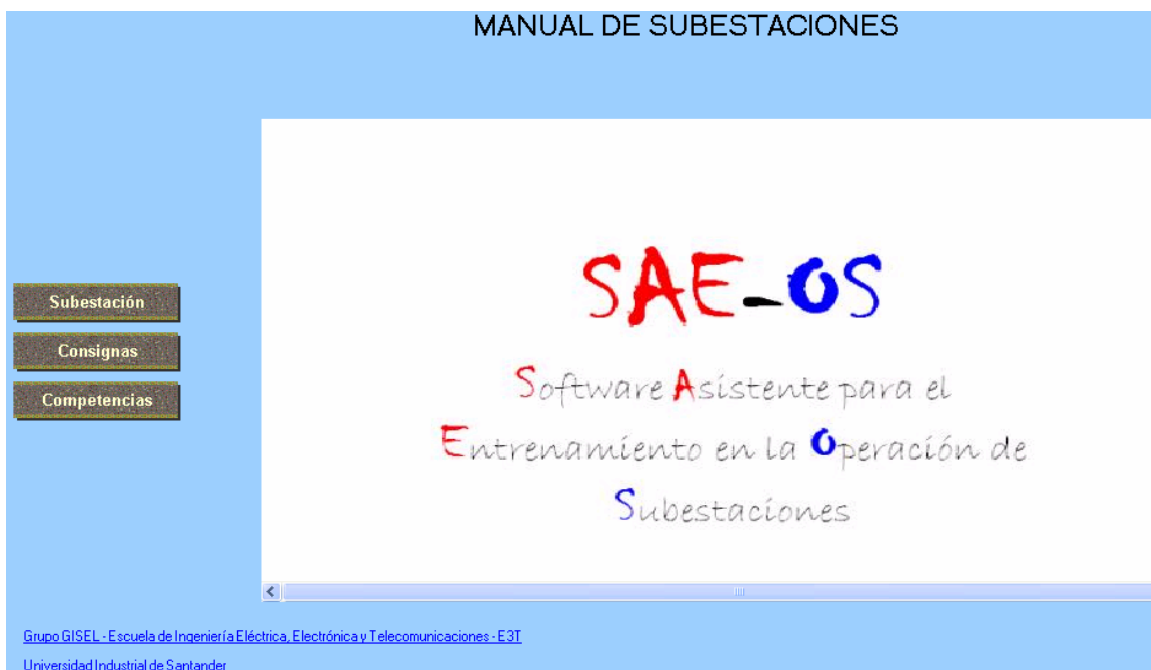 MANUAL DE SUBESTACIONES
SAE-OS
Software Asistente para el
Entrenamiento en la Operación de
Subestaciones
Subestación
Consignas
Competencias
Grupo GISEL - Escuela de Ingeniería Eléctrica, Electrónica y Telecomunicaciones - E3T
Universidad Industrial de Santander